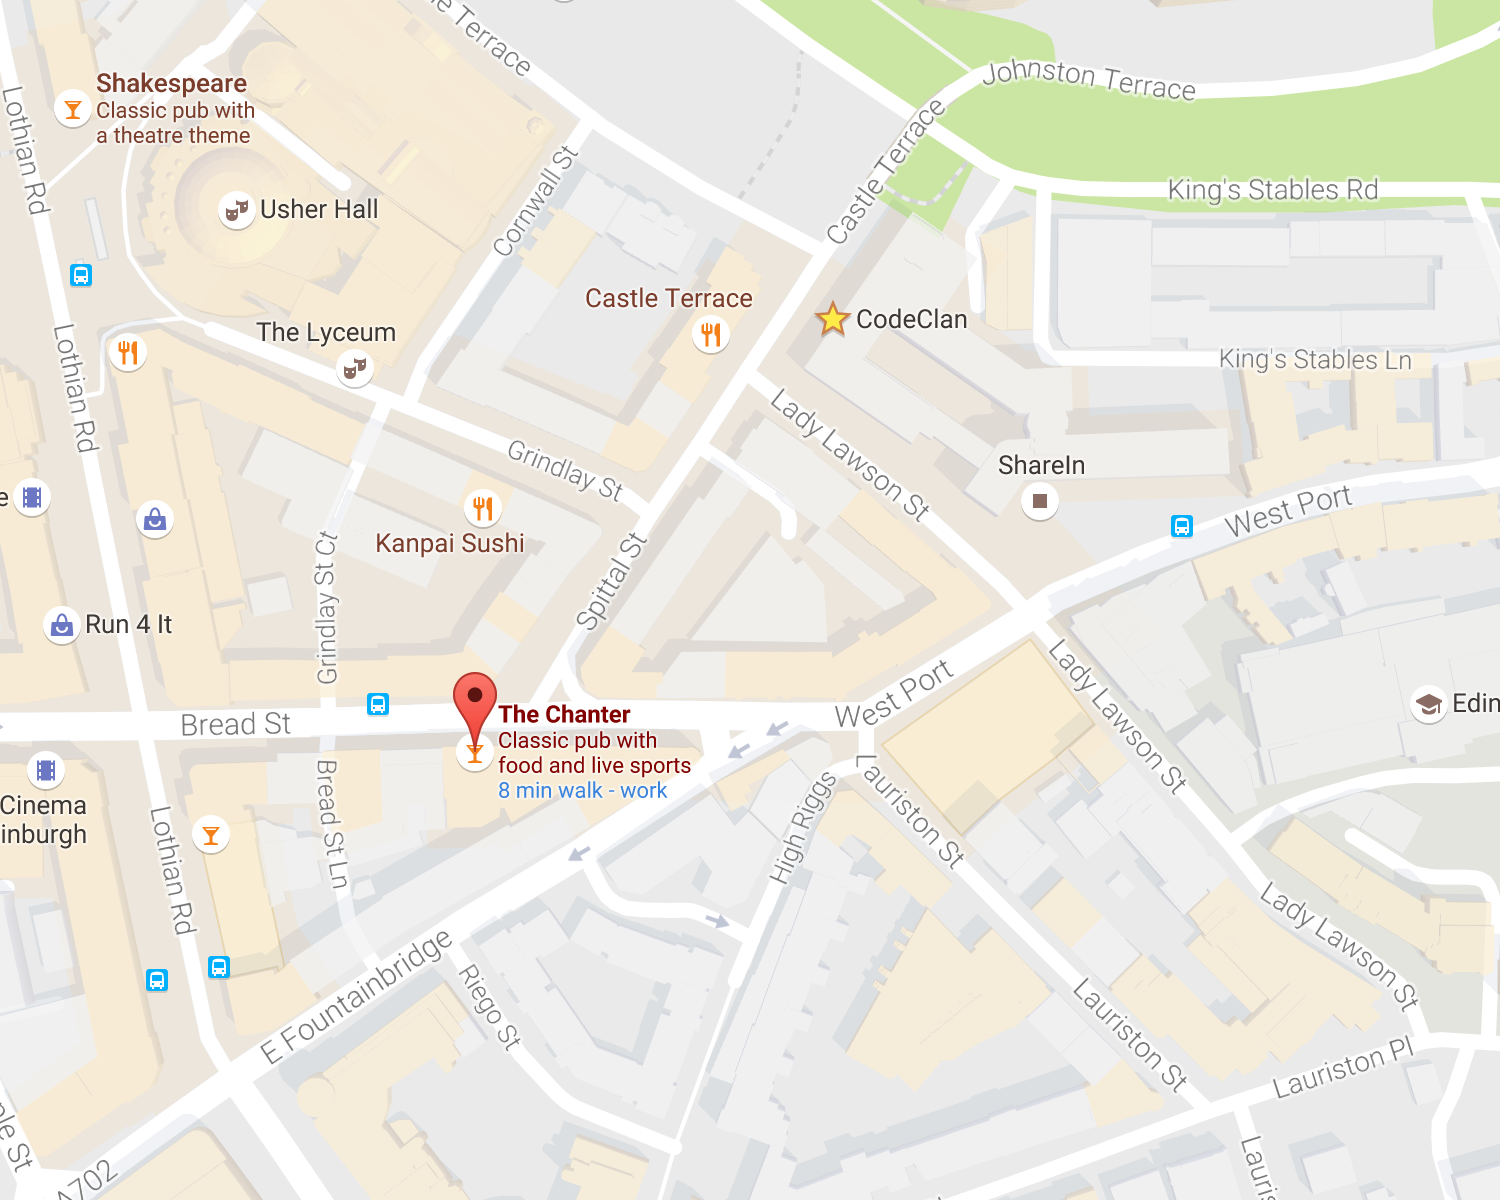 Terrace
Johnston Terrace
Shakespeare
Classic pub with
a theatre theme
Lothian Rd
Castle Terrace
Cornwall St
King's Stables Rd
Usher Hall
Castle Terrace
CodeClan
The Lyceum
Lothian Rd
King's Stables Ln
Lady Lawson St
Grindlay St
ShareIn
West Port
Kanpai Sushi
Spittal St
Grindlay St Ct
Run 4 It
Lady Lawson St
West Port
Edin
Bread St
The Chanter
Classic pub with
food and live sports
8 min walk - work
Cinema
inburgh
Lothian Rd
Bread St Ln
High Riggs
Lauriston St
Lady Lawson St
E Fountainbridge
Riego St
Lauriston St
Lauriston Pl
Lauris
A702